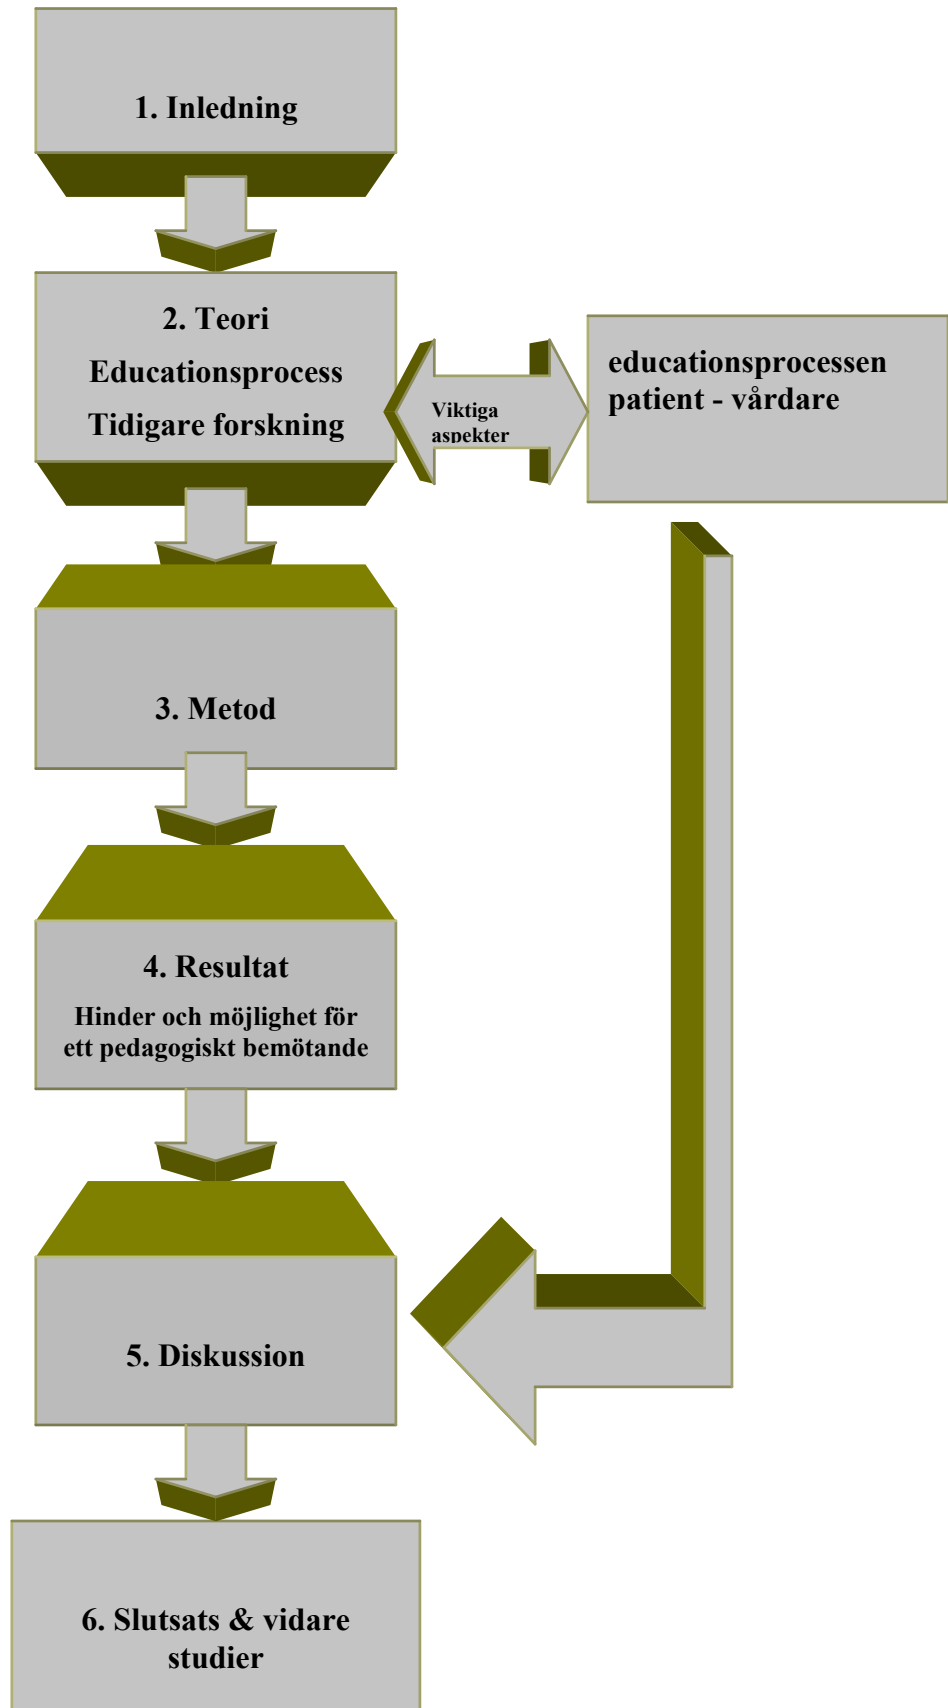 1. Inledning
2. Teori
Educationsprocess
Tidigare forskning
Viktiga
aspekter
educationsprocessen
patient - vårdare
3. Metod
4. Resultat
Hinder och möjlighet för
ett pedagogiskt bemötande
5. Diskussion
6. Slutsats & vidare
studier